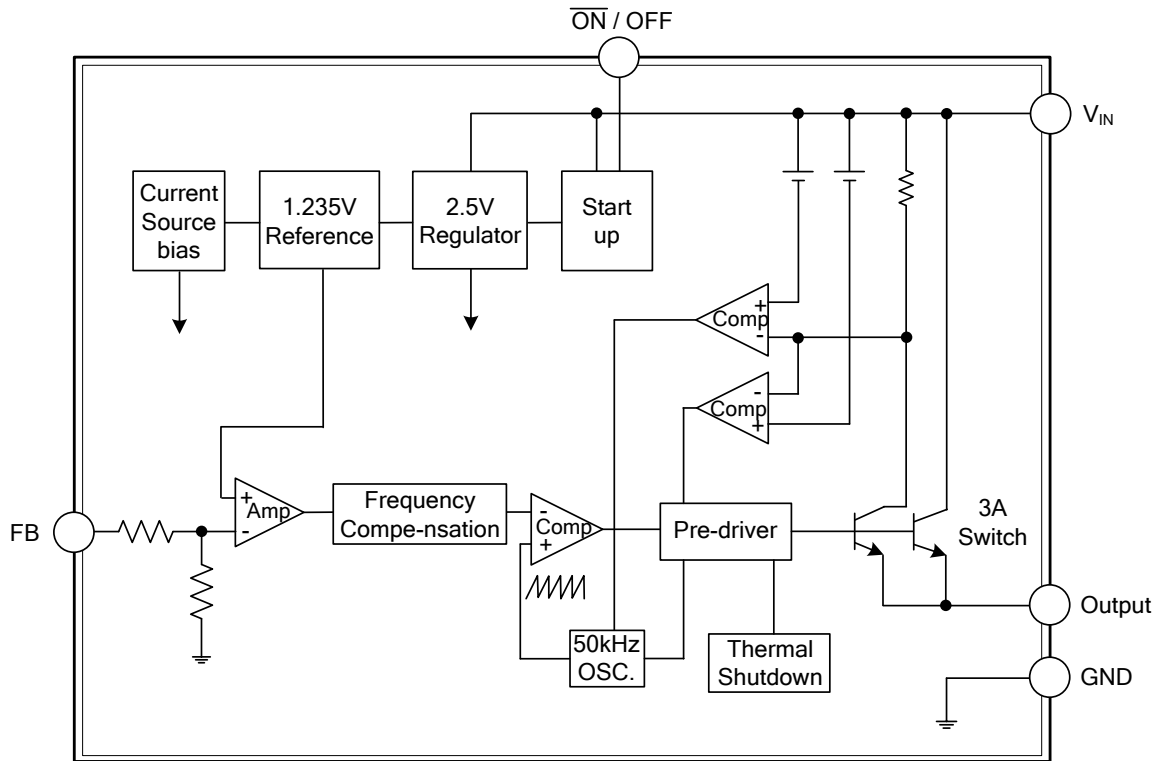 ON / OFF
VIN
Current
Source
bias
1.235V
Reference
2.5V
Regulator
Start
up
+
Comp
-
-
Comp
+
+
Amp
-
FB
Frequency
Compe-nsation
-
Comp
+
Pre-driver
3A
Switch
Output
50kHz
OSC.
Thermal
Shutdown
GND